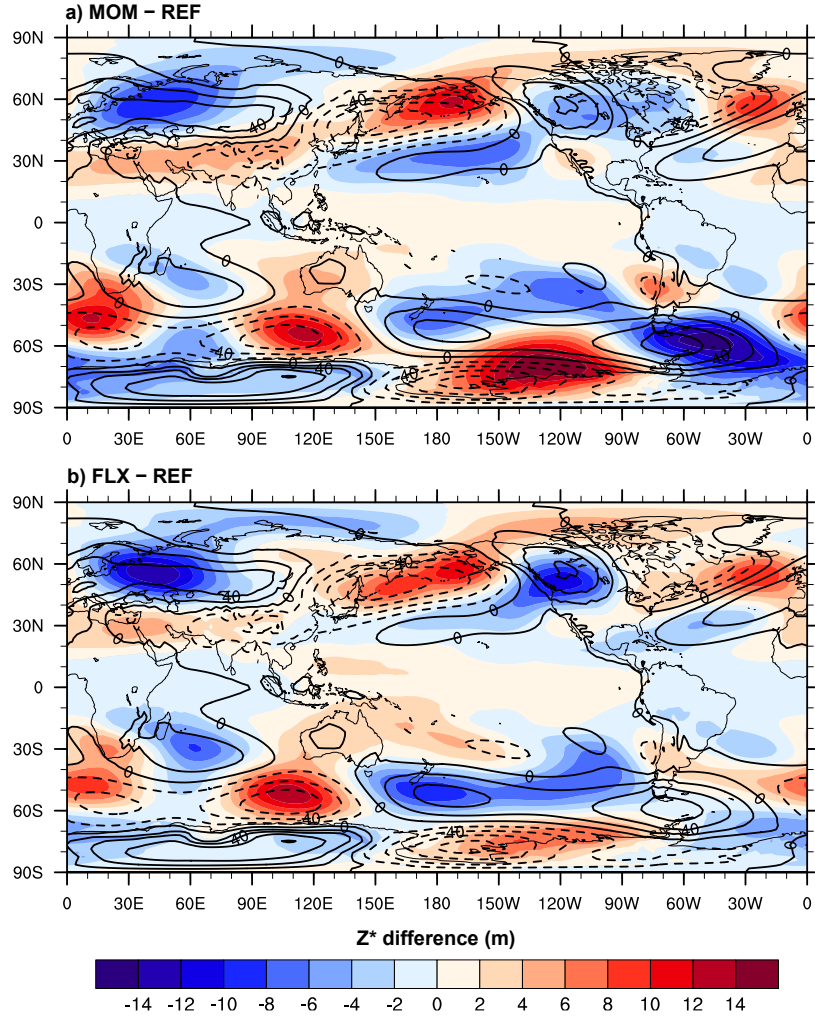 a) MOM − REF
90N
60N
30N
0
30S
60S
90S
0 30E 60E 90E 120E 150E 180 150W 120W 90W 60W 30W 0
b) FLX − REF
90N
60N
30N
0
30S
60S
90S
0 30E 60E 90E 120E 150E 180 150W 120W 90W 60W 30W 0
Z* difference (m)
-14 -12 -10 -8 -6 -4 -2 0 2 4 6 8 10 12 14